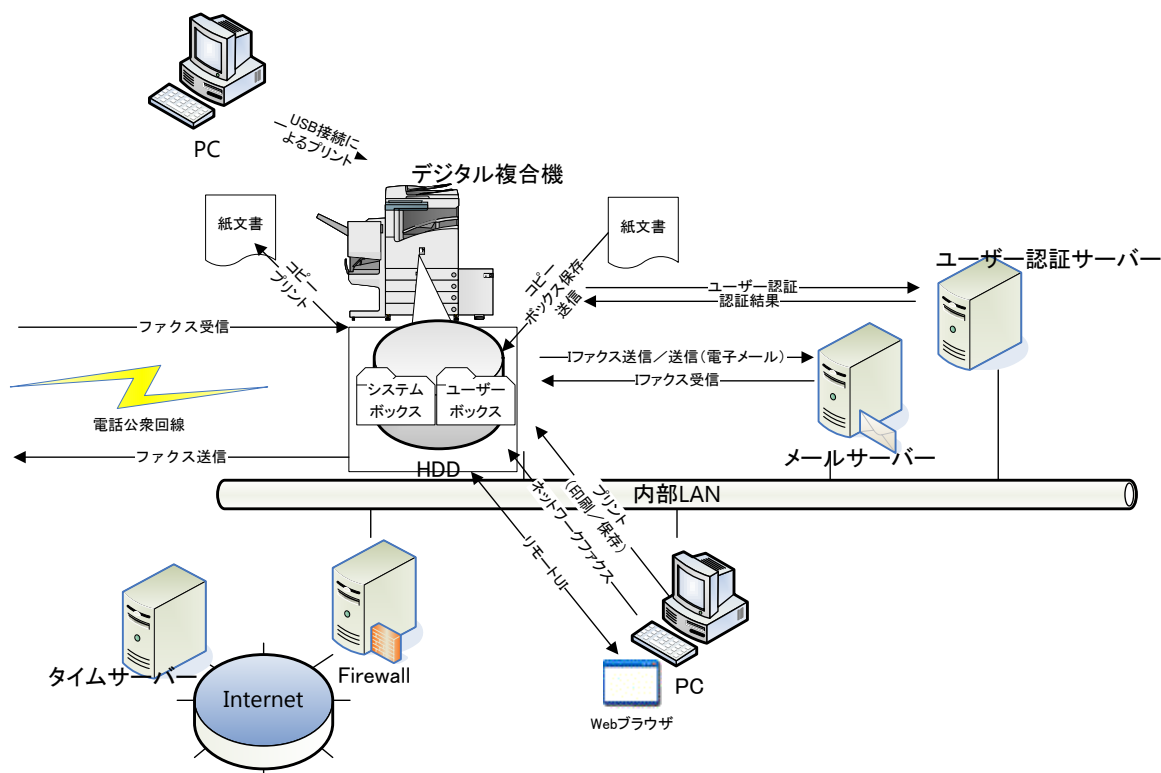 PC
USB接続に
よるプリント
デジタル複合機
紙文書
紙文書
コピー
プリント
コピー
ボックス保存
送信
ユーザー認証サーバー
ユーザー認証
認証結果
ファクス受信
Iファクス送信／送信（電子メール）
Iファクス受信
システム
ボックス
ユーザー
ボックス
電話公衆回線
ファクス送信
HDD
メールサーバー
内部LAN
プリント
（印刷／保存）
ネットワークファクス
リモートUI
タイムサーバー
Firewall
Internet
PC
Webブラウザ